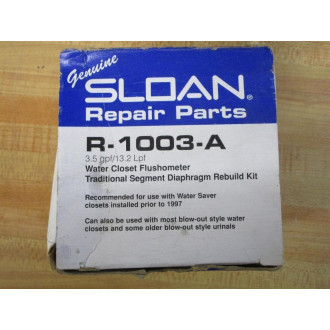 Genuine
SLOAN®
Repair Parts
R-1003-A
3.5 gpf/13.2 Lpf
Water Closet Flushometer
Traditional Segment Diaphragm Rebuild Kit
Recommended for use with Water Saver
closets installed prior to 1997
Can also be used with most blow-out style water
closets and some older blow-out style urinals